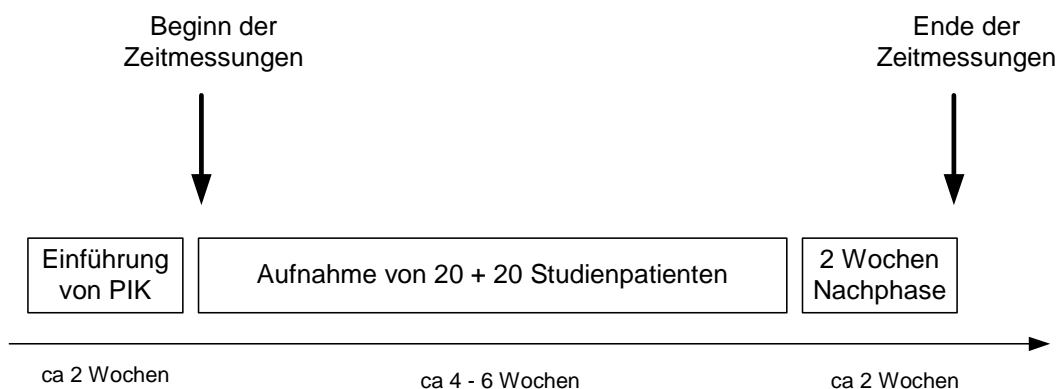 Beginn der
Zeitmessungen
Ende der
Zeitmessungen
Einführung
von PIK
Aufnahme von 20 + 20 Studienpatienten
2 Wochen
Nachphase
ca 2 Wochen
ca 4 - 6 Wochen
ca 2 Wochen